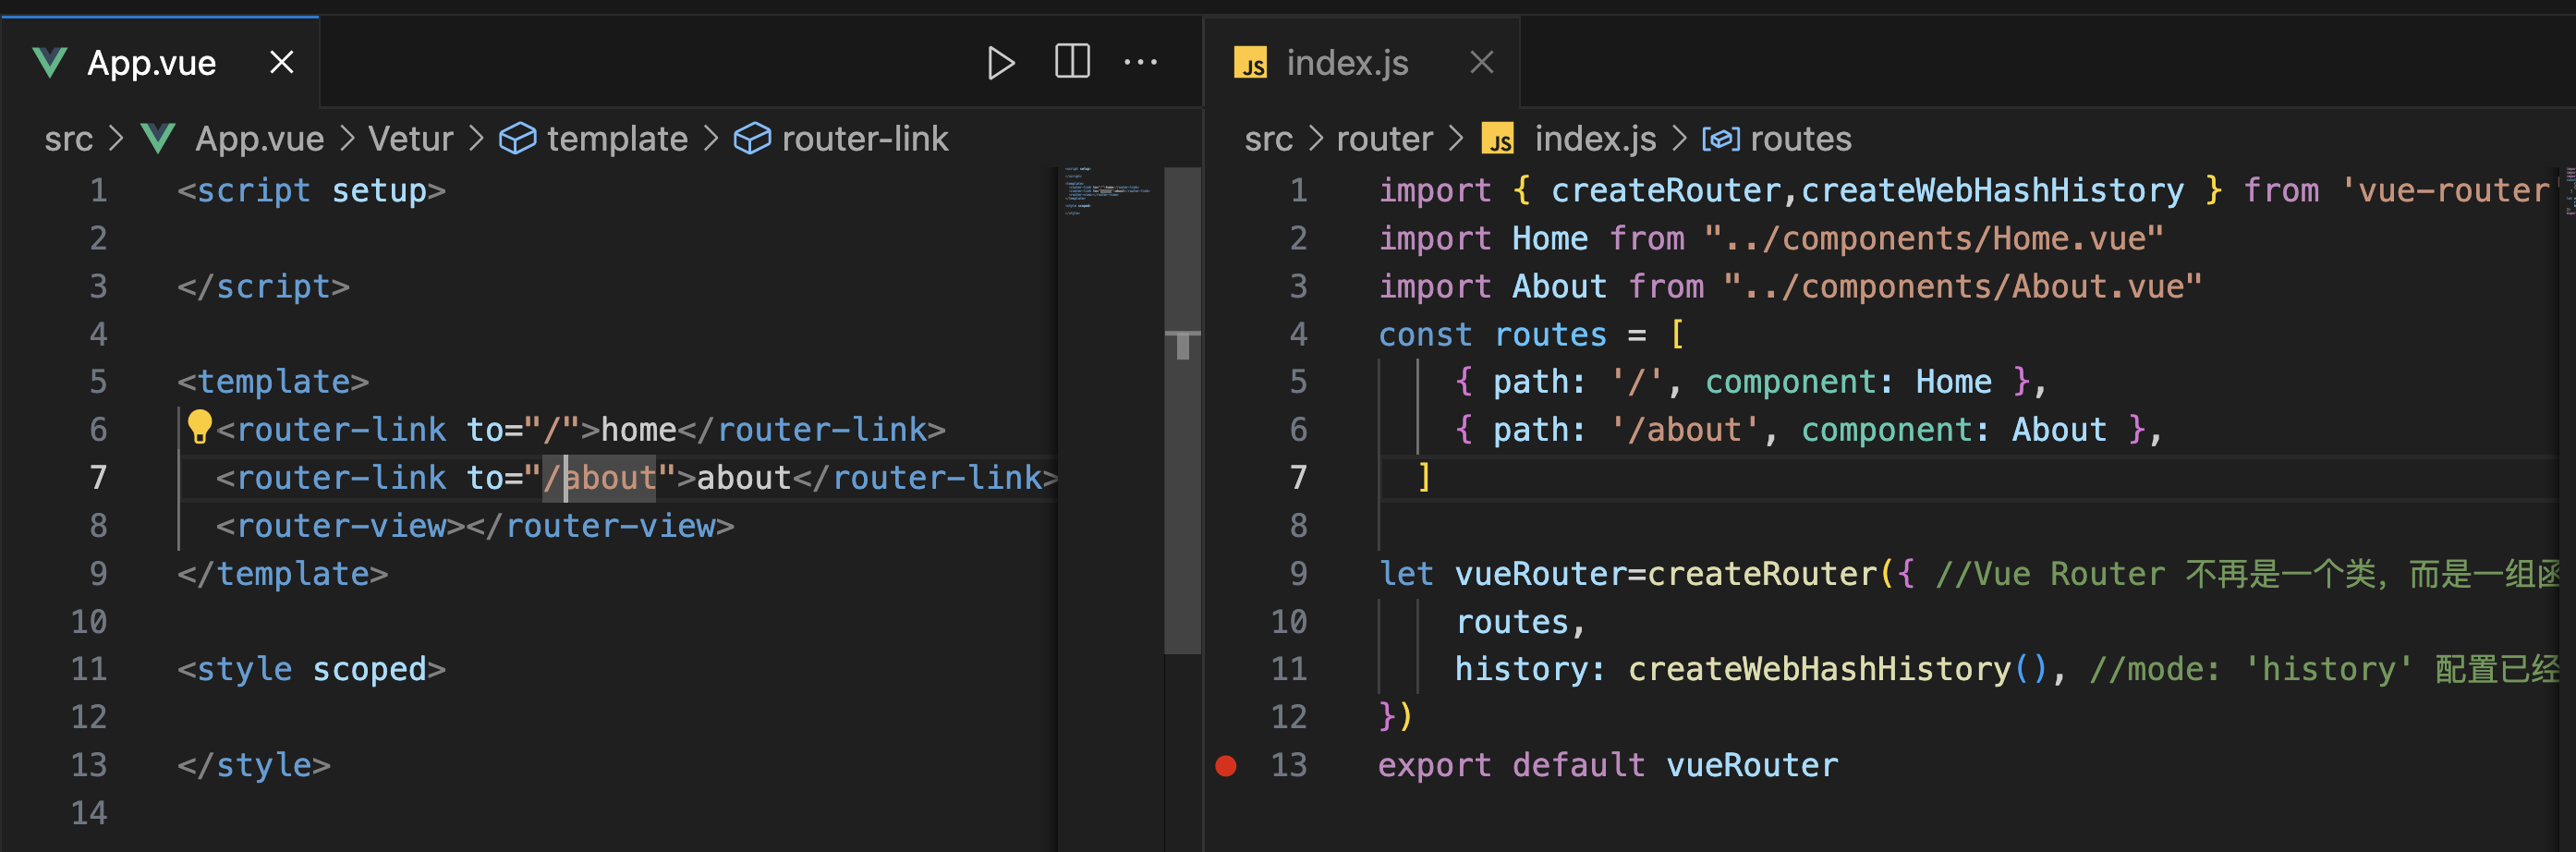 App.vue
src > App.vue > Vetur > template > router-link
1 <script setup>
2
3 </script>
4
5 <template>
6 <router-link to="/">home</router-link>
7 <router-link to="/about">about</router-link>
8 <router-view></router-view>
9 </template>
10
11 <style scoped>
12
13 </style>
14
JS index.js
src > router > JS index.js > routes
1 import { createRouter,createWebHashHistory } from 'vue-router'
2 import Home from "../components/Home.vue"
3 import About from "../components/About.vue"
4 const routes = [
5 { path: '/', component: Home },
6 { path: '/about', component: About },
7 ]
8
9 let vueRouter=createRouter({ //Vue Router 不再是一个类，而是一组函
10 routes,
11 history: createWebHashHistory(), //mode: 'history' 配置已经
12 })
13 export default vueRouter